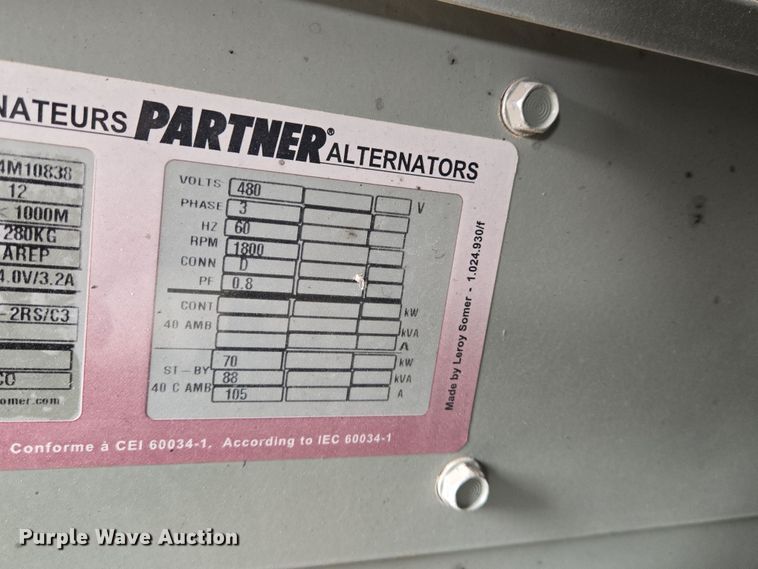 NATEURS PARTNER® ALTERNATORS
4M10838
12
< 1000M
280KG
AREP
4.0V/3.2A
-2RS/C3
CO
omer.com
VOLTS 480 V
PHASE 3
HZ 60
RPM 1800
CONN D
PF 0.8
CONT kW
40 AMB kVA
A
70 kW
ST-BY 88 kVA
40 C AMB 105 A
Made by Leroy Somer - 1.024.930/f
Conforme à CEI 60034-1. According to IEC 60034-1
Purple Wave Auction